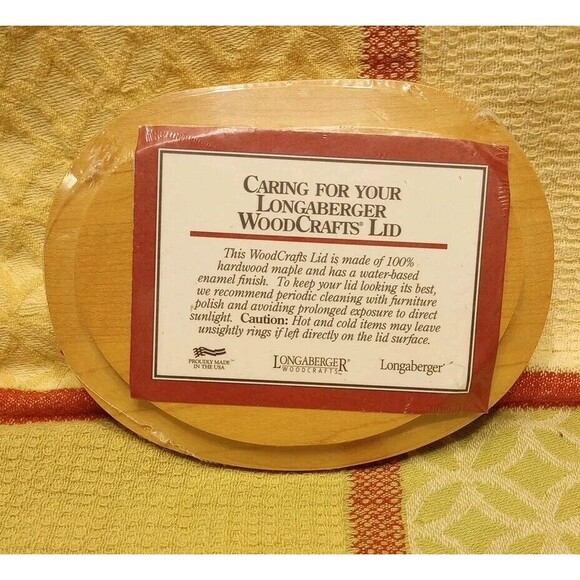 CARING FOR YOUR
LONGABERGER
WOODCRAFTS® LID
This WoodCrafts Lid is made of 100%
hardwood maple and has a water-based
enamel finish. To keep your lid looking its best,
we recommend periodic cleaning with furniture
polish and avoiding prolonged exposure to direct
sunlight. Caution: Hot and cold items may leave
unsightly rings if left directly on the lid surface.
PROUDLY MADE™
IN THE USA
LONGABERGER®
WOODCRAFTS™
Longaberger®